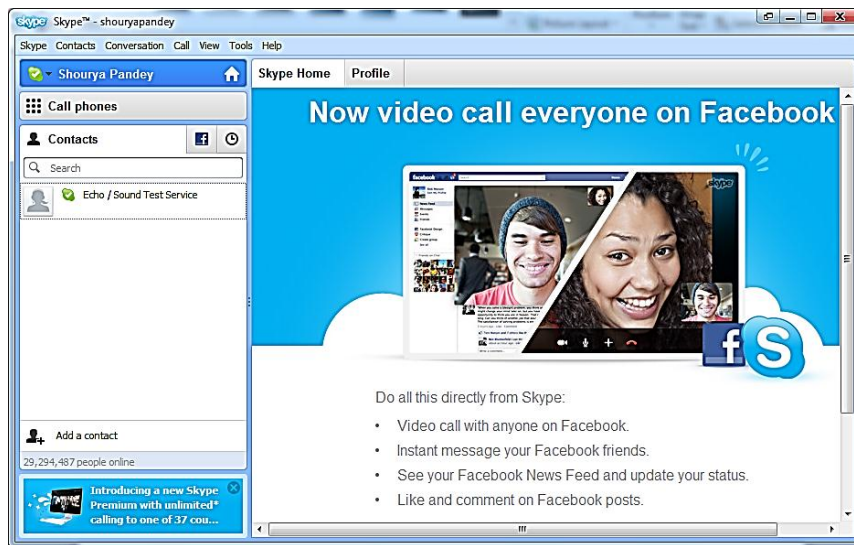 Skype™ - shouryapandey
Skype Contacts Conversation Call View Tools Help
Shourya Pandey
Call phones
Contacts
Search
Echo / Sound Test Service
Add a contact
29,294,487 people online
Introducing a new Skype
Premium with unlimited*
calling to one of 37 cou...
Skype Home Profile
Now video call everyone on Facebook
facebook
skype
Do all this directly from Skype:
• Video call with anyone on Facebook.
• Instant message your Facebook friends.
• See your Facebook News Feed and update your status.
• Like and comment on Facebook posts.